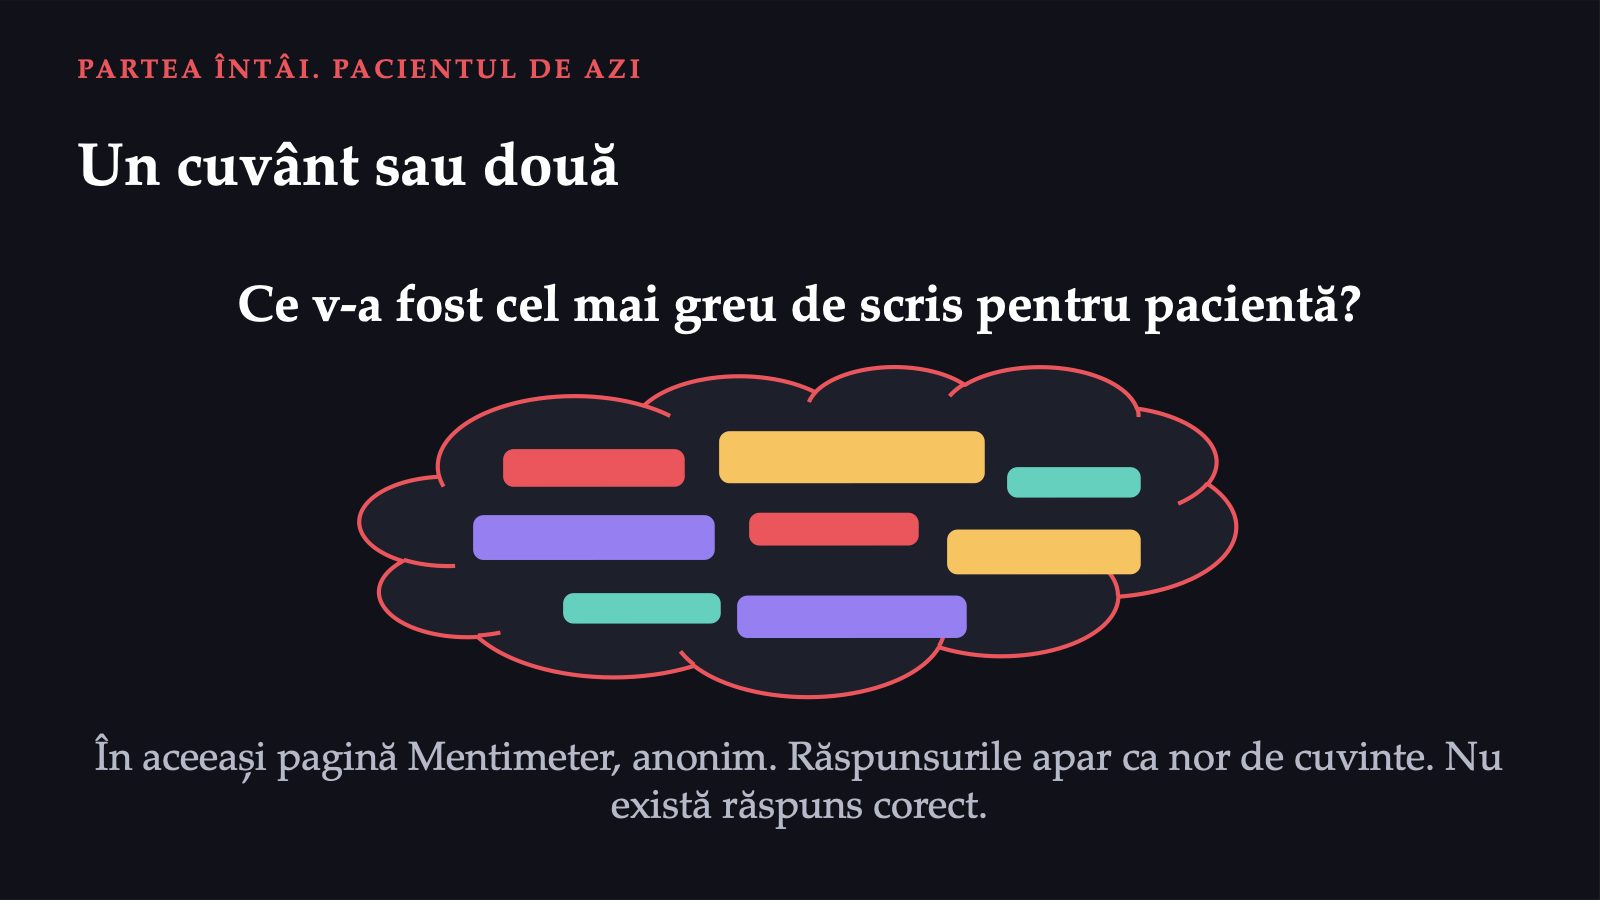 PARTEA ÎNTÂI. PACIENTUL DE AZI
Un cuvânt sau două
Ce v-a fost cel mai greu de scris pentru pacientă?
În aceeași pagină Mentimeter, anonim. Răspunsurile apar ca nor de cuvinte. Nu
există răspuns corect.